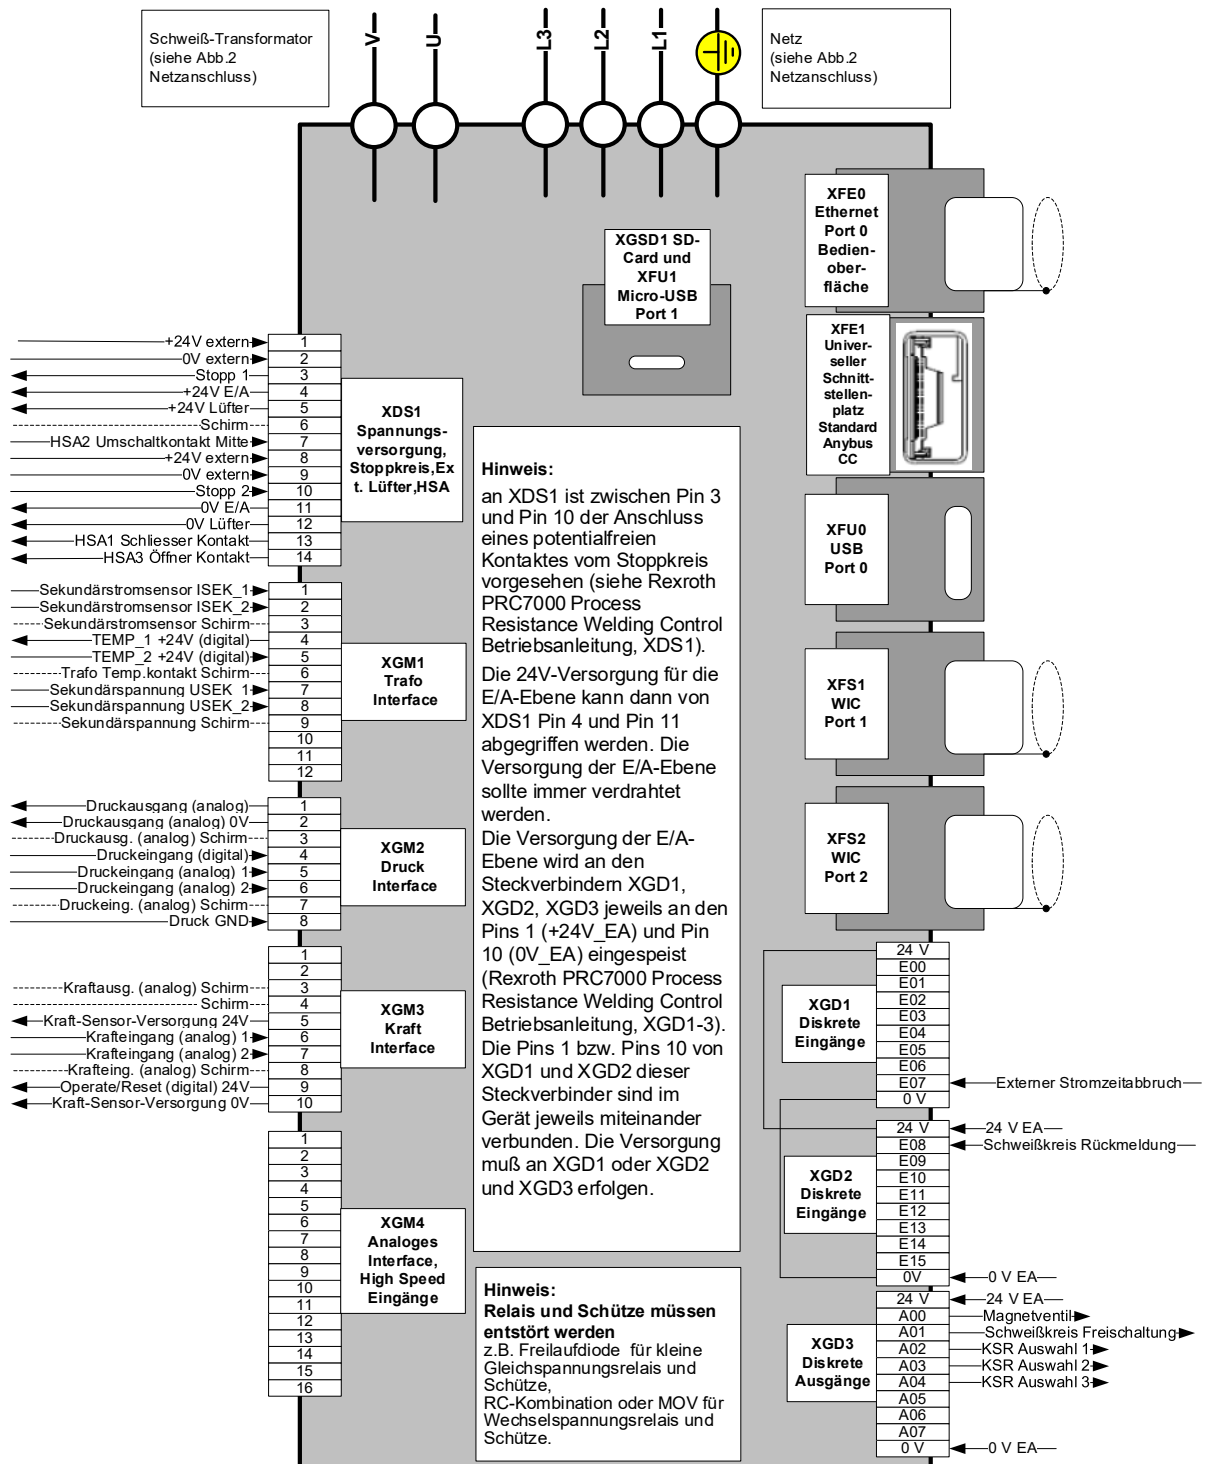 Schweiß-Transformator
(siehe Abb.2
Netzanschluss)
V
U
L3
L2
L1
Netz
(siehe Abb.2
Netzanschluss)
XFE0
Ethernet
Port 0
Bedien-
ober-
fläche
XGSD1 SD-
Card und
XFU1
Micro-USB
Port 1
XFE1
Univer-
seller
Schnitt-
stellen-
platz
Standard
Anybus
CC
XFU0
USB
Port 0
XFS1
WIC
Port 1
XFS2
WIC
Port 2
+24V extern 1
0V extern 2
Stopp 1 3
+24V E/A 4
+24V Lüfter 5
Schirm 6
HSA2 Umschaltkontakt Mitte 7
+24V extern 8
0V extern 9
Stopp 2 10
0V E/A 11
0V Lüfter 12
HSA1 Schliesser Kontakt 13
HSA3 Öffner Kontakt 14
XDS1
Spannungs-
versorgung,
Stoppkreis,Ex
t. Lüfter,HSA
Sekundärstromsensor ISEK_1 1
Sekundärstromsensor ISEK_2 2
Sekundärstromsensor Schirm 3
TEMP_1 +24V (digital) 4
TEMP_2 +24V (digital) 5
Trafo Temp.kontakt Schirm 6
Sekundärspannung USEK_1 7
Sekundärspannung USEK_2 8
Sekundärspannung Schirm 9
10
11
12
XGM1
Trafo
Interface
Druckausgang (analog) 1
Druckausgang (analog) 0V 2
Druckausg. (analog) Schirm 3
Druckeingang (digital) 4
Druckeingang (analog) 1 5
Druckeingang (analog) 2 6
Druckeing. (analog) Schirm 7
Druck GND 8
XGM2
Druck
Interface
1
2
Kraftausg. (analog) Schirm 3
Schirm 4
Kraft-Sensor-Versorgung 24V 5
Krafteingang (analog) 1 6
Krafteingang (analog) 2 7
Krafteing. (analog) Schirm 8
Operate/Reset (digital) 24V 9
Kraft-Sensor-Versorgung 0V 10
XGM3
Kraft
Interface
1
2
3
4
5
6
7
8
9
10
11
12
13
14
15
16
XGM4
Analoges
Interface,
High Speed
Eingänge
Hinweis:
an XDS1 ist zwischen Pin 3
und Pin 10 der Anschluss
eines potentialfreien
Kontaktes vom Stoppkreis
vorgesehen (siehe Rexroth
PRC7000 Process
Resistance Welding Control
Betriebsanleitung, XDS1).
Die 24V-Versorgung für die
E/A-Ebene kann dann von
XDS1 Pin 4 und Pin 11
abgegriffen werden. Die
Versorgung der E/A-Ebene
sollte immer verdrahtet
werden.
Die Versorgung der E/A-
Ebene wird an den
Steckverbindern XGD1,
XGD2, XGD3 jeweils an den
Pins 1 (+24V_EA) und Pin
10 (0V_EA) eingespeist
(Rexroth PRC7000 Process
Resistance Welding Control
Betriebsanleitung, XGD1-3).
Die Pins 1 bzw. Pins 10 von
XGD1 und XGD2 dieser
Steckverbinder sind im
Gerät jeweils miteinander
verbunden. Die Versorgung
muß an XGD1 oder XGD2
und XGD3 erfolgen.
Hinweis:
Relais und Schütze müssen
entstört werden
z.B. Freilaufdiode für kleine
Gleichspannungsrelais und
Schütze,
RC-Kombination oder MOV für
Wechselspannungsrelais und
Schütze.
XGD1
Diskrete
Eingänge
24 V
E00
E01
E02
E03
E04
E05
E06
E07 Externer Stromzeitabbruch
0 V
XGD2
Diskrete
Eingänge
24 V 24 V EA
E08 Schweißkreis Rückmeldung
E09
E10
E11
E12
E13
E14
E15
0V 0 V EA
XGD3
Diskrete
Ausgänge
24 V 24 V EA
A00 Magnetventil
A01 Schweißkreis Freischaltung
A02 KSR Auswahl 1
A03 KSR Auswahl 2
A04 KSR Auswahl 3
A05
A06
A07
0 V 0 V EA